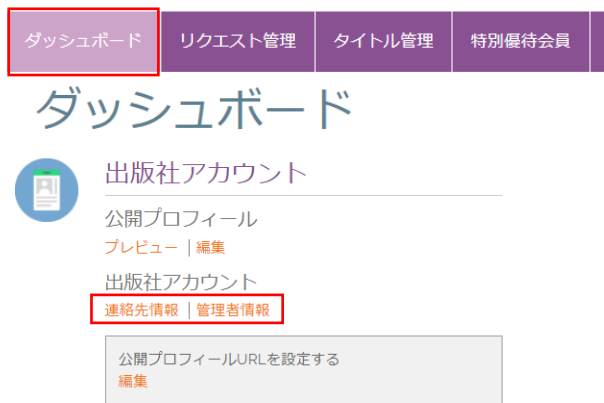 ダッシュボード リクエスト管理 タイトル管理 特別優待会員
ダッシュボード
出版社アカウント
公開プロフィール
プレビュー | 編集
出版社アカウント
連絡先情報 | 管理者情報
公開プロフィールURLを設定する
編集